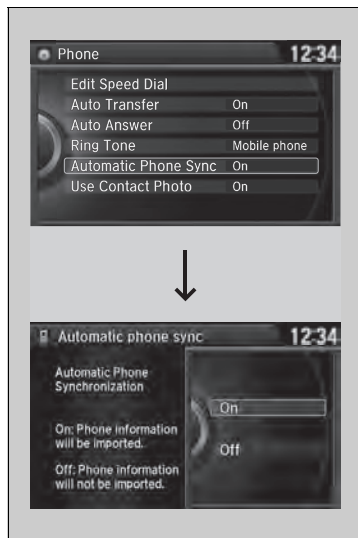 Phone 12:34
Edit Speed Dial
Auto Transfer On
Auto Answer Off
Ring Tone Mobile phone
Automatic Phone Sync On
Use Contact Photo On
Automatic phone sync 12:34
Automatic Phone
Synchronization
On: Phone information
will be imported.
Off: Phone information
will not be imported.
On
Off